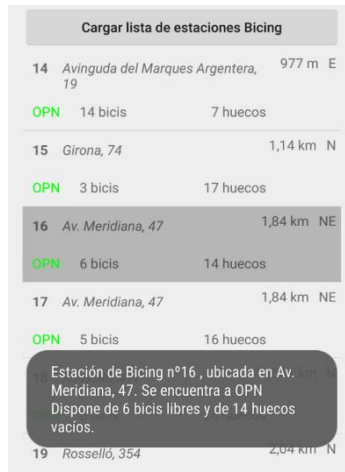 Cargar lista de estaciones Bicing
14 Avinguda del Marques Argentera, 19 977 m E
OPN 14 bicis 7 huecos
15 Girona, 74 1,14 km N
OPN 3 bicis 17 huecos
16 Av. Meridiana, 47 1,84 km NE
OPN 6 bicis 14 huecos
17 Av. Meridiana, 47 1,84 km NE
OPN 5 bicis 16 huecos
Estación de Bicing nº16 , ubicada en Av.
Meridiana, 47. Se encuentra a OPN
Dispone de 6 bicis libres y de 14 huecos
vacíos.
19 Rosselló, 354 2,04 km N